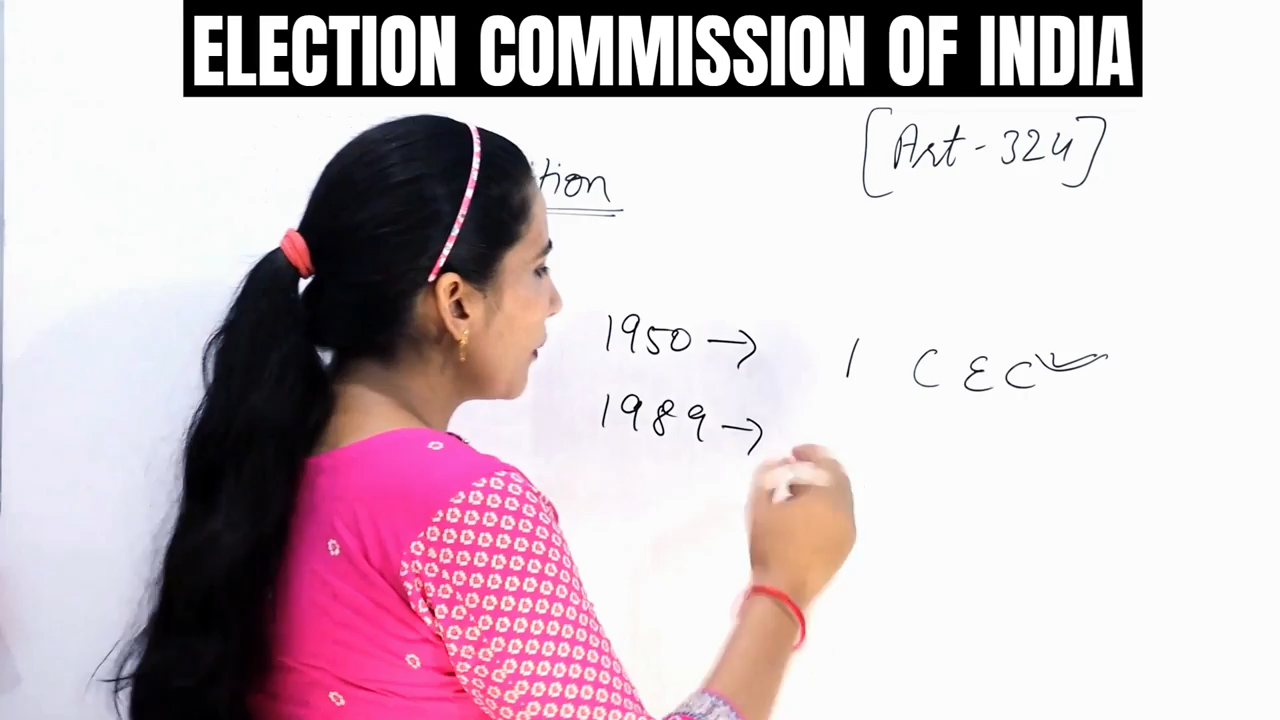 ELECTION COMMISSION OF INDIA
[Art-324]
tion
1950 → 1 CEC ✓
1989 →